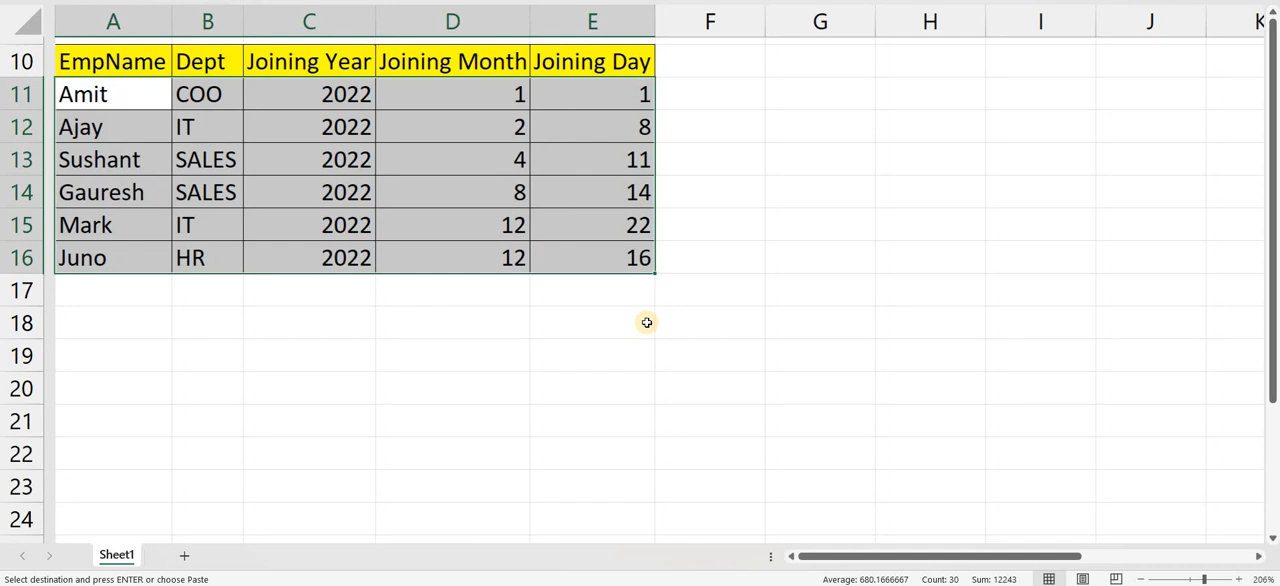 A B C D E F G H I J K
10 EmpName Dept Joining Year Joining Month Joining Day
11 Amit COO 2022 1 1
12 Ajay IT 2022 2 8
13 Sushant SALES 2022 4 11
14 Gauresh SALES 2022 8 14
15 Mark IT 2022 12 22
16 Juno HR 2022 12 16
17
18
19
20
21
22
23
24
Sheet1
Select destination and press ENTER or choose Paste Average: 680.1666667 Count: 30 Sum: 12243 206%